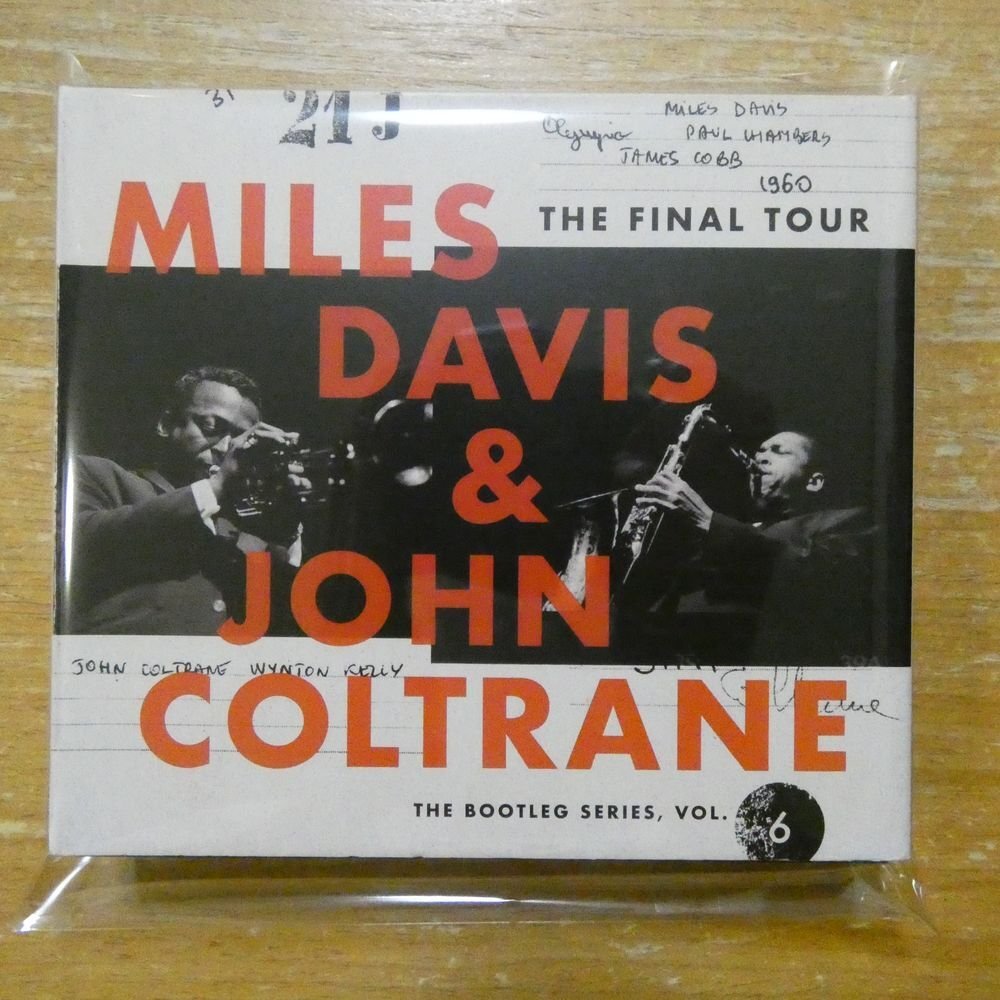 31
21 J
MILES DAVIS
Olympia PAUL CHAMBERS
JAMES COBB
1960
THE FINAL TOUR
MILES
DAVIS
&
JOHN
JOHN COLTRANE WYNTON KELLY
COLTRANE
THE BOOTLEG SERIES, VOL. 6